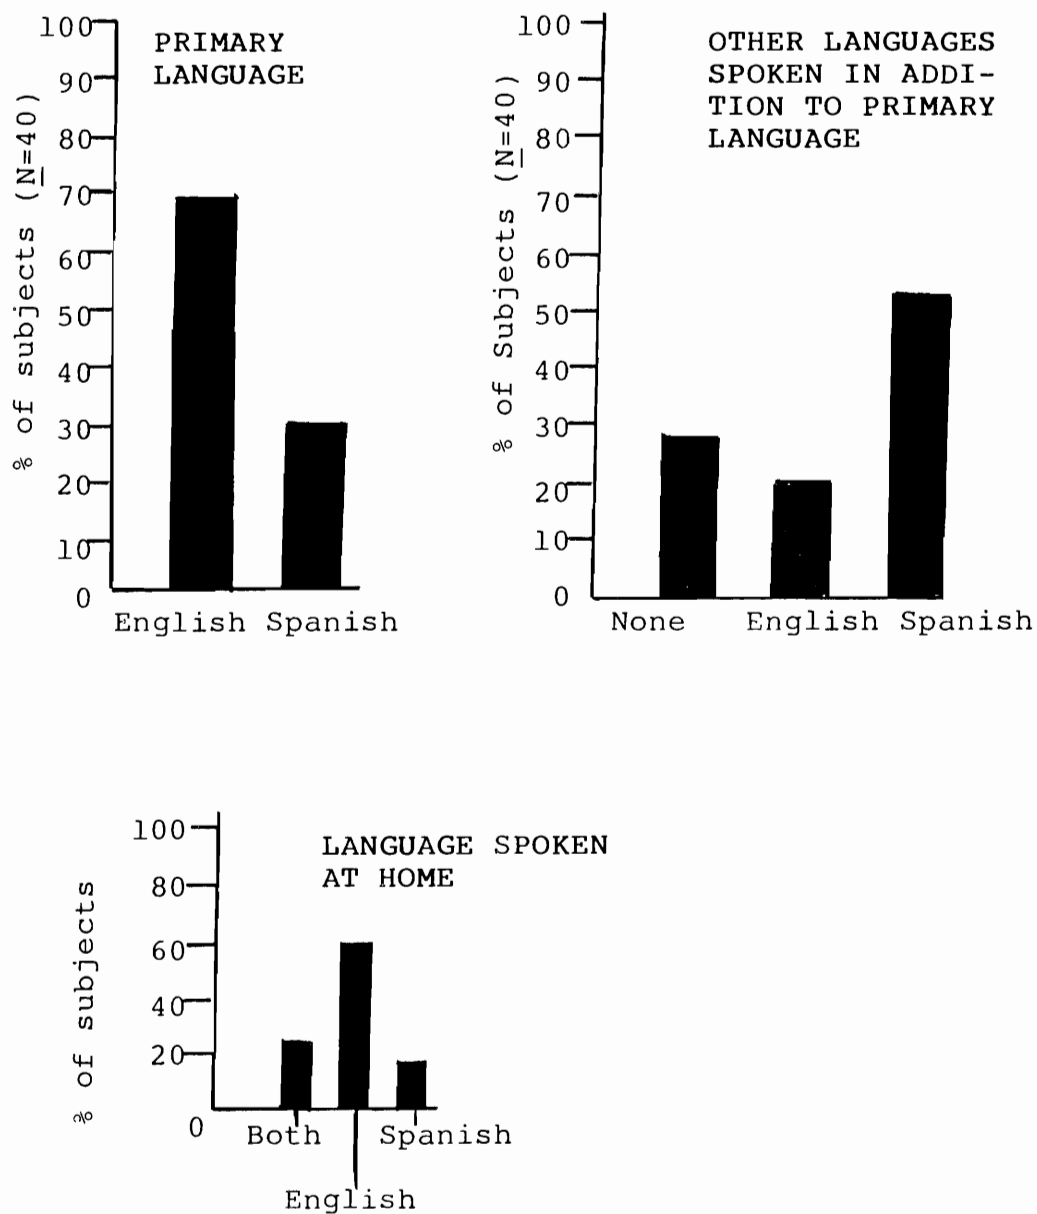 PRIMARY
LANGUAGE
% of subjects (N=40)
100
90
80
70
60
50
40
30
20
10
0
English Spanish
OTHER LANGUAGES
SPOKEN IN ADDI-
TION TO PRIMARY
LANGUAGE
% of Subjects (N=40)
100
90
80
70
60
50
40
30
20
10
0
None English Spanish
LANGUAGE SPOKEN
AT HOME
% of subjects
100
80
60
40
20
0
Both Spanish
English